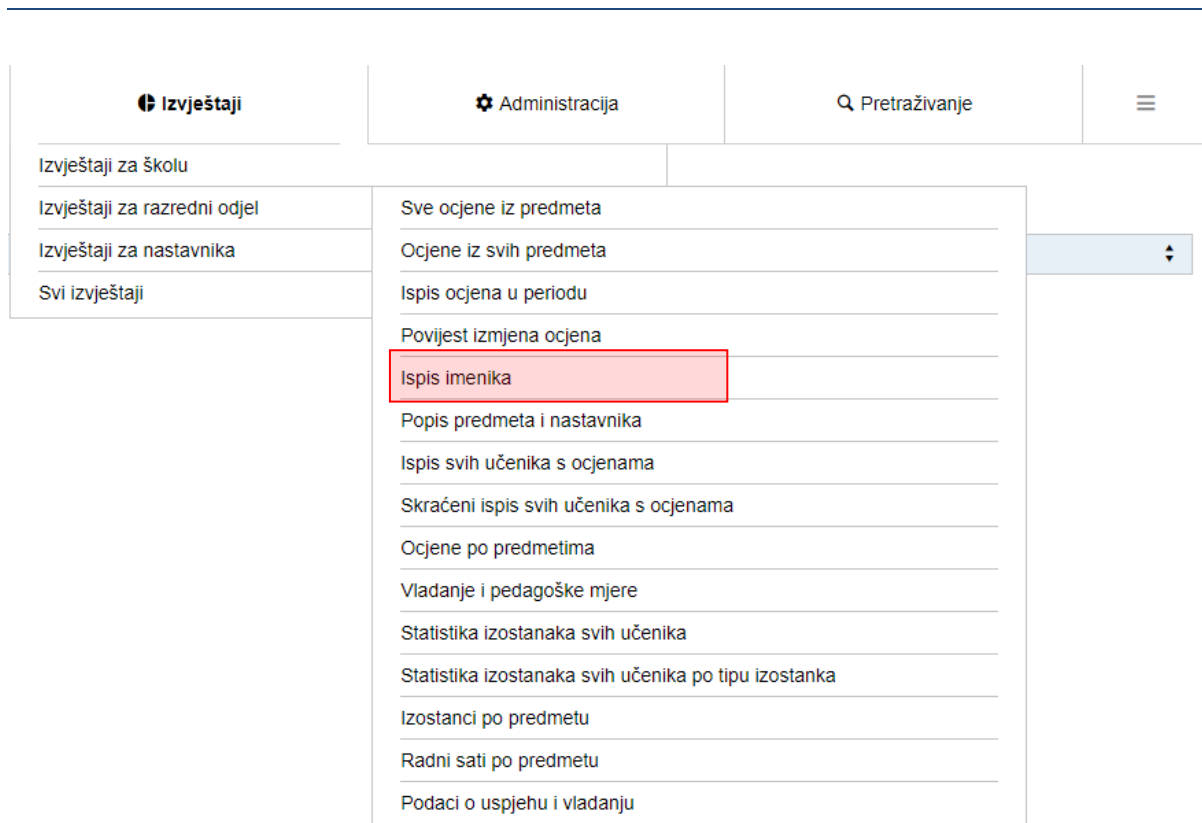 Izvještaji
Administracija
Pretraživanje
Izvještaji za školu
Izvještaji za razredni odjel
Izvještaji za nastavnika
Svi izvještaji
Sve ocjene iz predmeta
Ocjene iz svih predmeta
Ispis ocjena u periodu
Povijest izmjena ocjena
Ispis imenika
Popis predmeta i nastavnika
Ispis svih učenika s ocjenama
Skraćeni ispis svih učenika s ocjenama
Ocjene po predmetima
Vladanje i pedagoške mjere
Statistika izostanaka svih učenika
Statistika izostanaka svih učenika po tipu izostanka
Izostanci po predmetu
Radni sati po predmetu
Podaci o uspjehu i vladanju